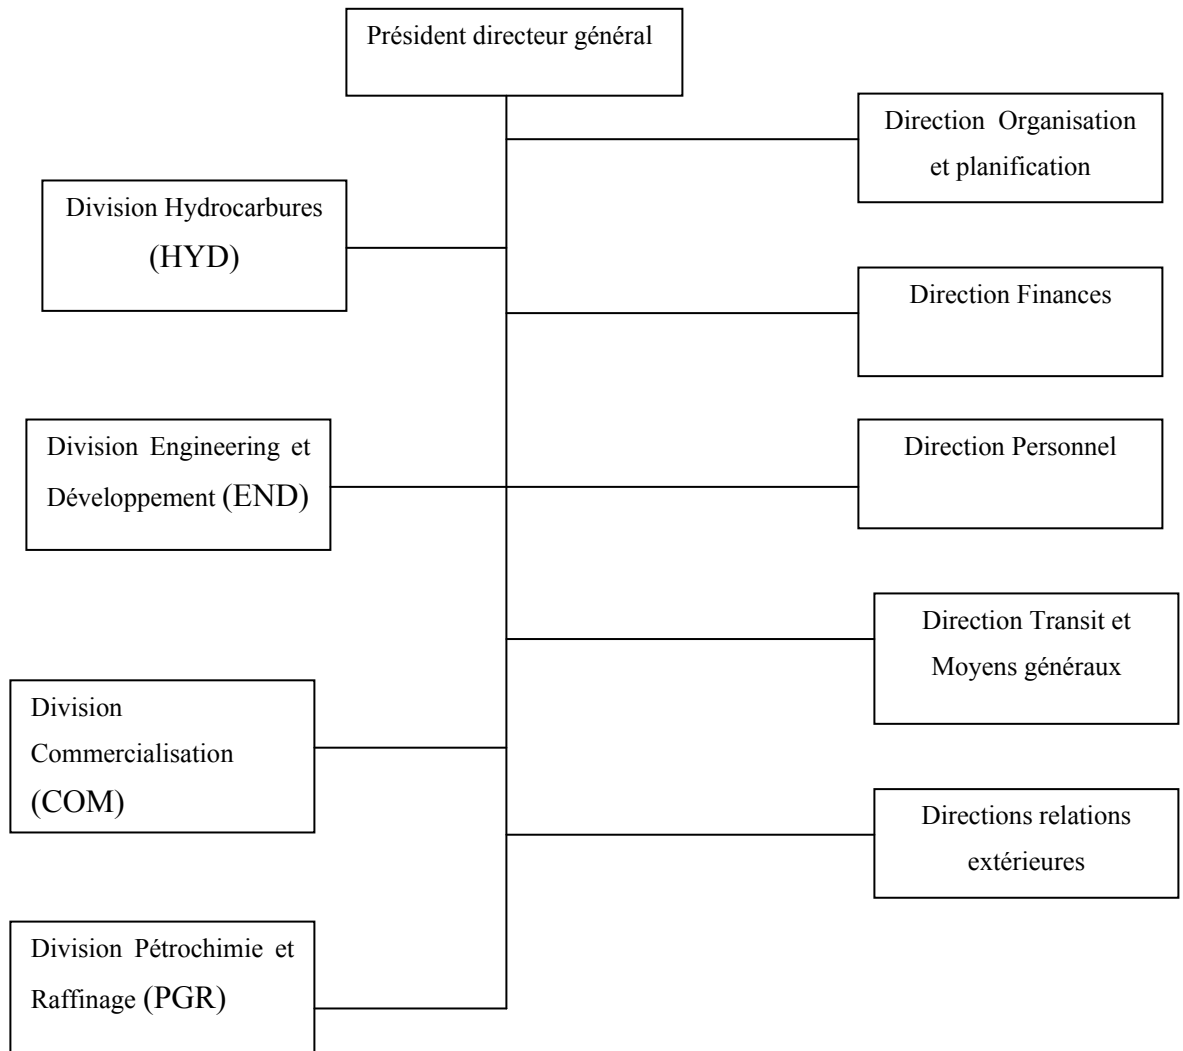 Président directeur général
Direction Organisation
et planification
Division Hydrocarbures
(HYD)
Direction Finances
Division Engineering et
Développement (END)
Direction Personnel
Direction Transit et
Moyens généraux
Division
Commercialisation
(COM)
Directions relations
extérieures
Division Pétrochimie et
Raffinage (PGR)